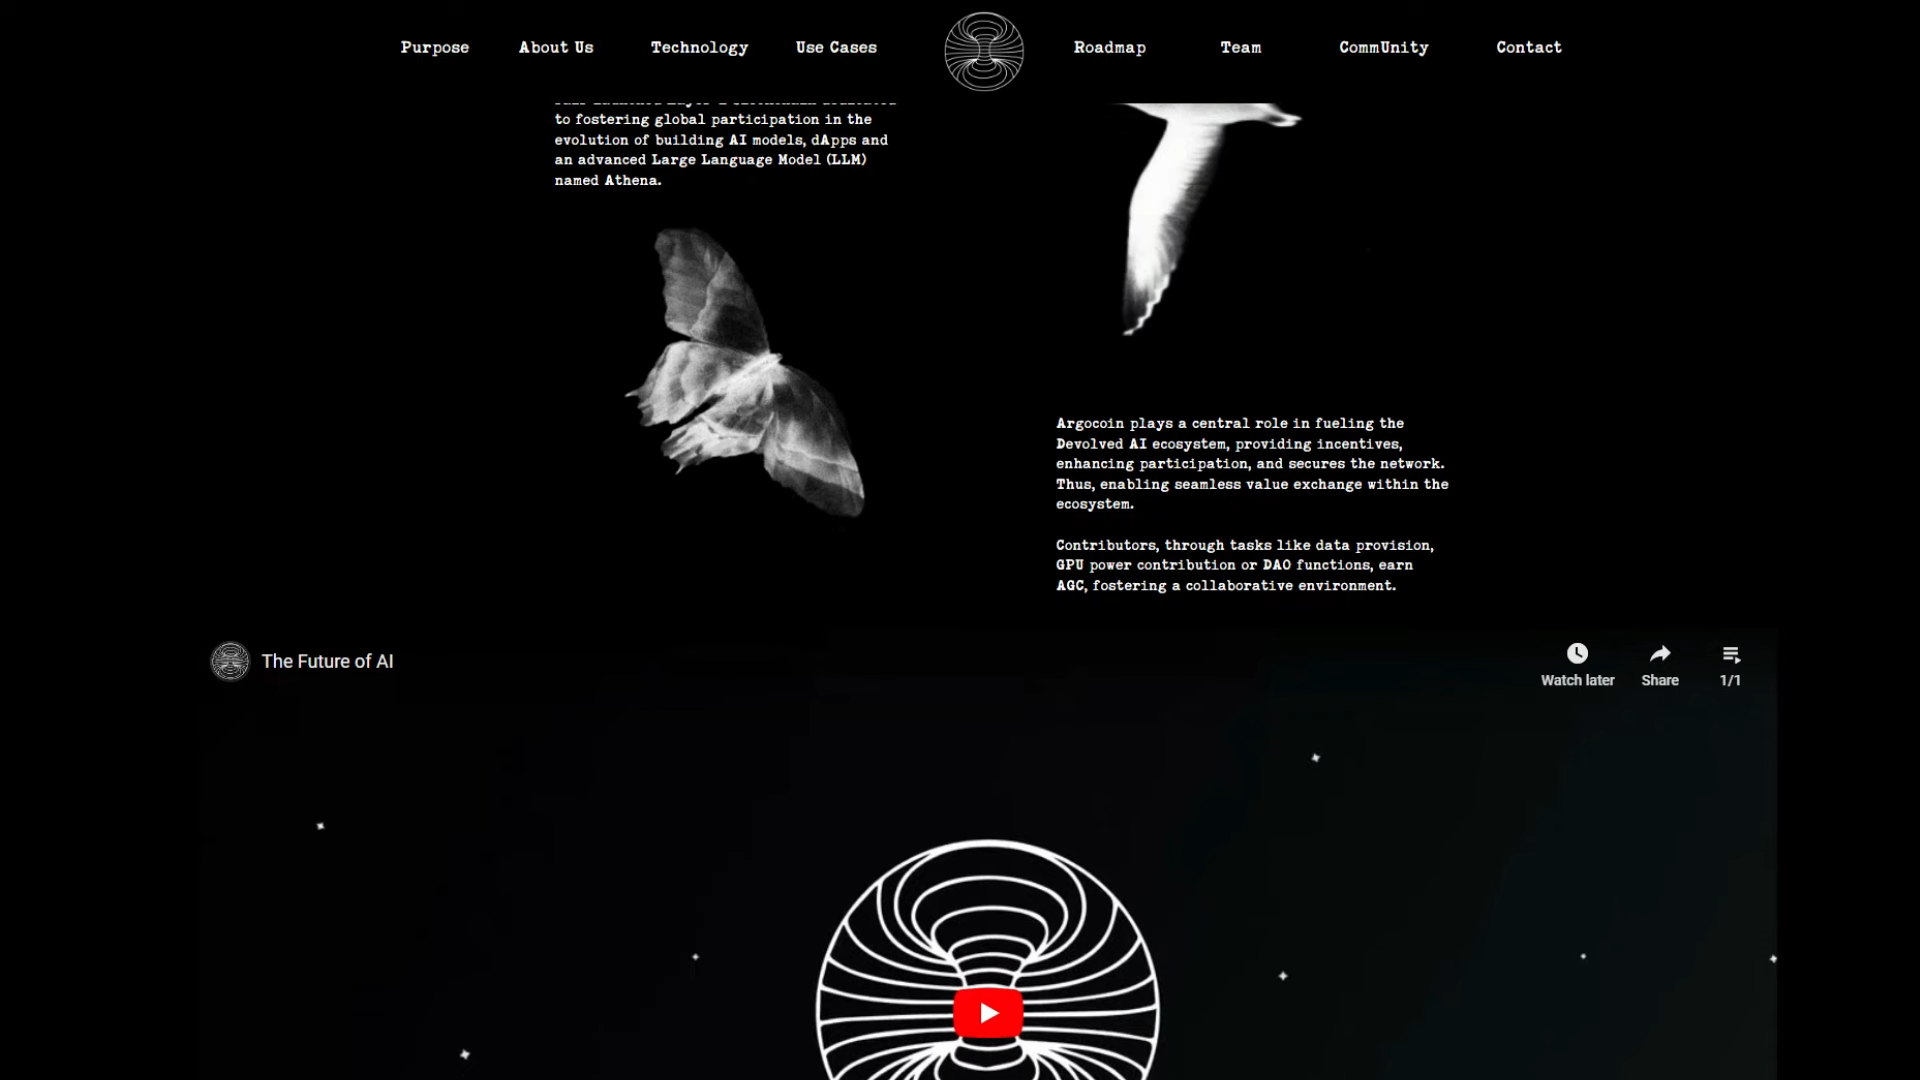 Purpose About Us Technology Use Cases Roadmap Team CommUnity Contact
to fostering global participation in the
evolution of building AI models, dApps and
an advanced Large Language Model (LLM)
named Athena.
Argocoin plays a central role in fueling the
Devolved AI ecosystem, providing incentives,
enhancing participation, and secures the network.
Thus, enabling seamless value exchange within the
ecosystem.
Contributors, through tasks like data provision,
GPU power contribution or DAO functions, earn
AGC, fostering a collaborative environment.
The Future of AI
Watch later Share 1/1